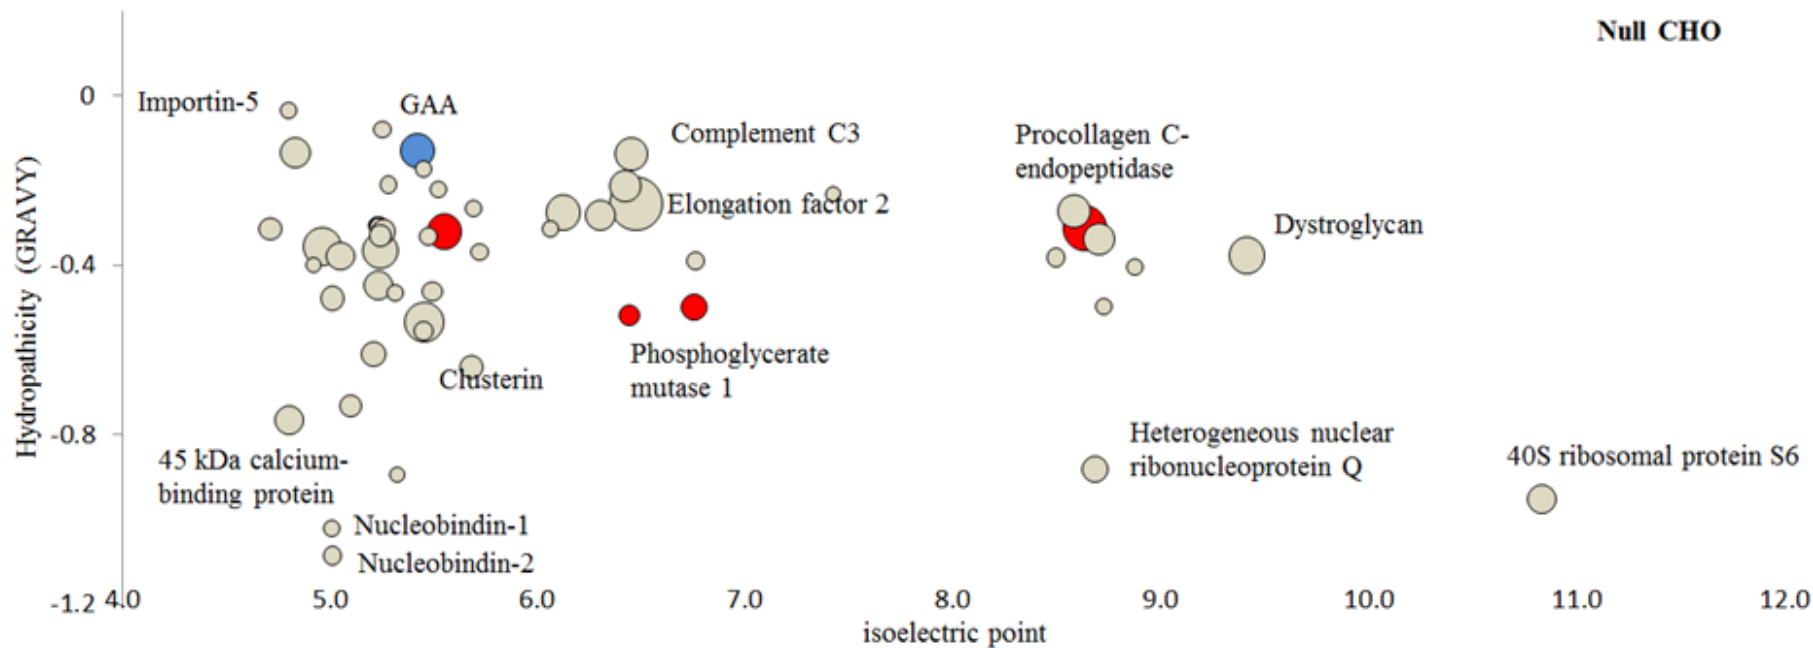 Null CHO
0
Importin-5
GAA
Complement C3
Procollagen C-
endopeptidase
Elongation factor 2
Dystroglycan
-0.4
Hydropathicity (GRAVY)
Phosphoglycerate
mutase 1
Clusterin
-0.8
45 kDa calcium-
binding protein
Heterogeneous nuclear
ribonucleoprotein Q
40S ribosomal protein S6
Nucleobindin-1
Nucleobindin-2
-1.2
4.0 5.0 6.0 7.0 8.0 9.0 10.0 11.0 12.0
isoelectric point